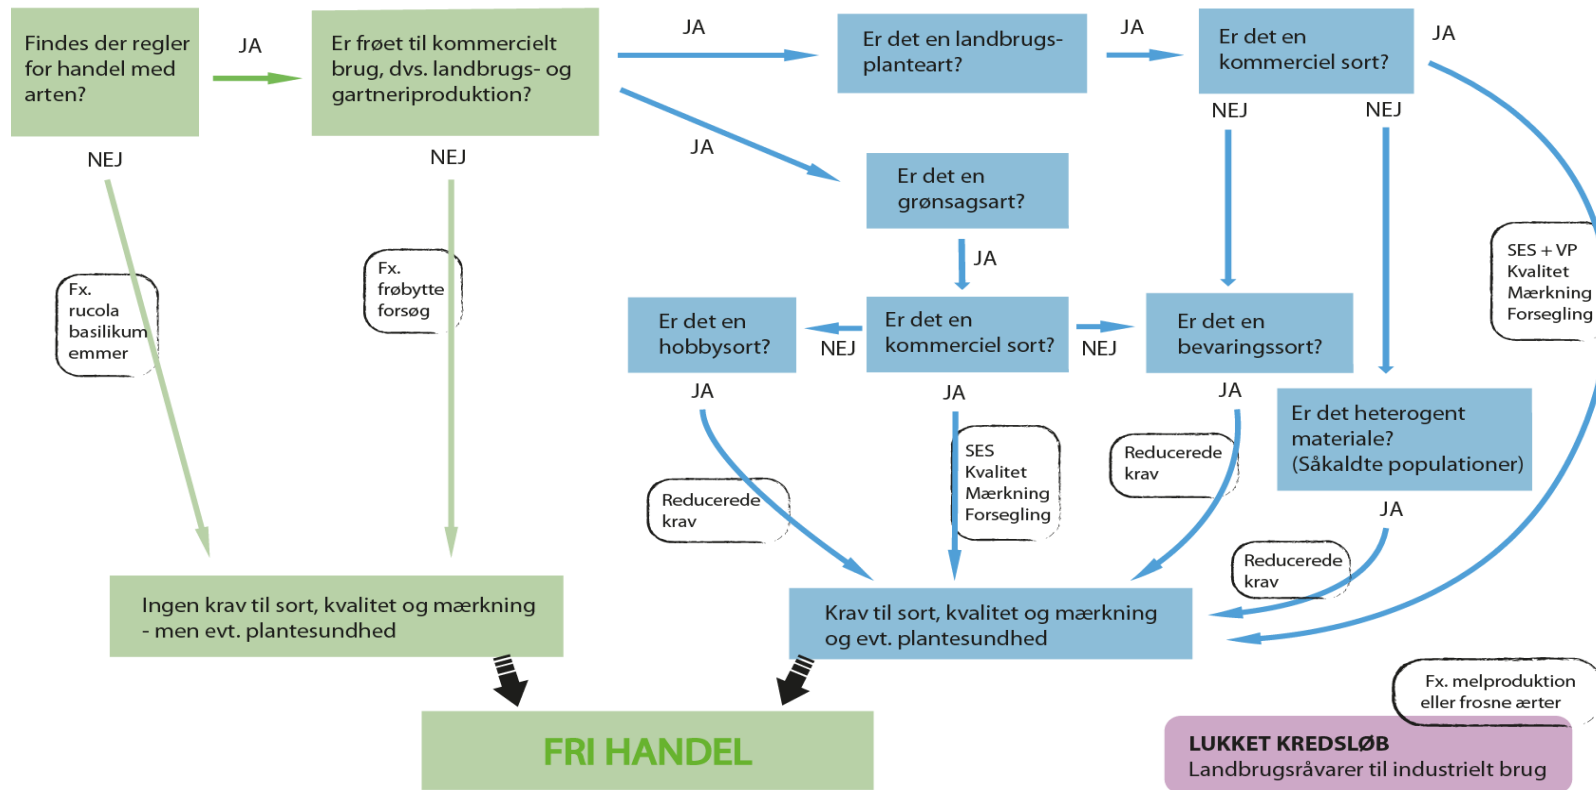 Findes der regler
for handel med
arten?
JA
Er frøet til kommercielt
brug, dvs. landbrugs- og
gartneriproduktion?
JA
Er det en landbrugs-
planteart?
JA
Er det en
kommerciel sort?
JA
NEJ
NEJ
JA
NEJ
NEJ
Er det en
grønsagsart?
JA
Fx.
rucola
basilikum
emmer
Fx.
frøbytte
forsøg
SES + VP
Kvalitet
Mærkning
Forsegling
Er det en
hobbysort?
NEJ
Er det en
kommerciel sort?
NEJ
Er det en
bevaringssort?
JA
JA
JA
Er det heterogent
materiale?
(Såkaldte populationer)
Reducerede
krav
SES
Kvalitet
Mærkning
Forsegling
Reducerede
krav
JA
Reducerede
krav
Ingen krav til sort, kvalitet og mærkning
- men evt. plantesundhed
Krav til sort, kvalitet og mærkning
og evt. plantesundhed
Fx. melproduktion
eller frosne ærter
FRI HANDEL
LUKKET KREDSLØB
Landbrugsråvarer til industrielt brug